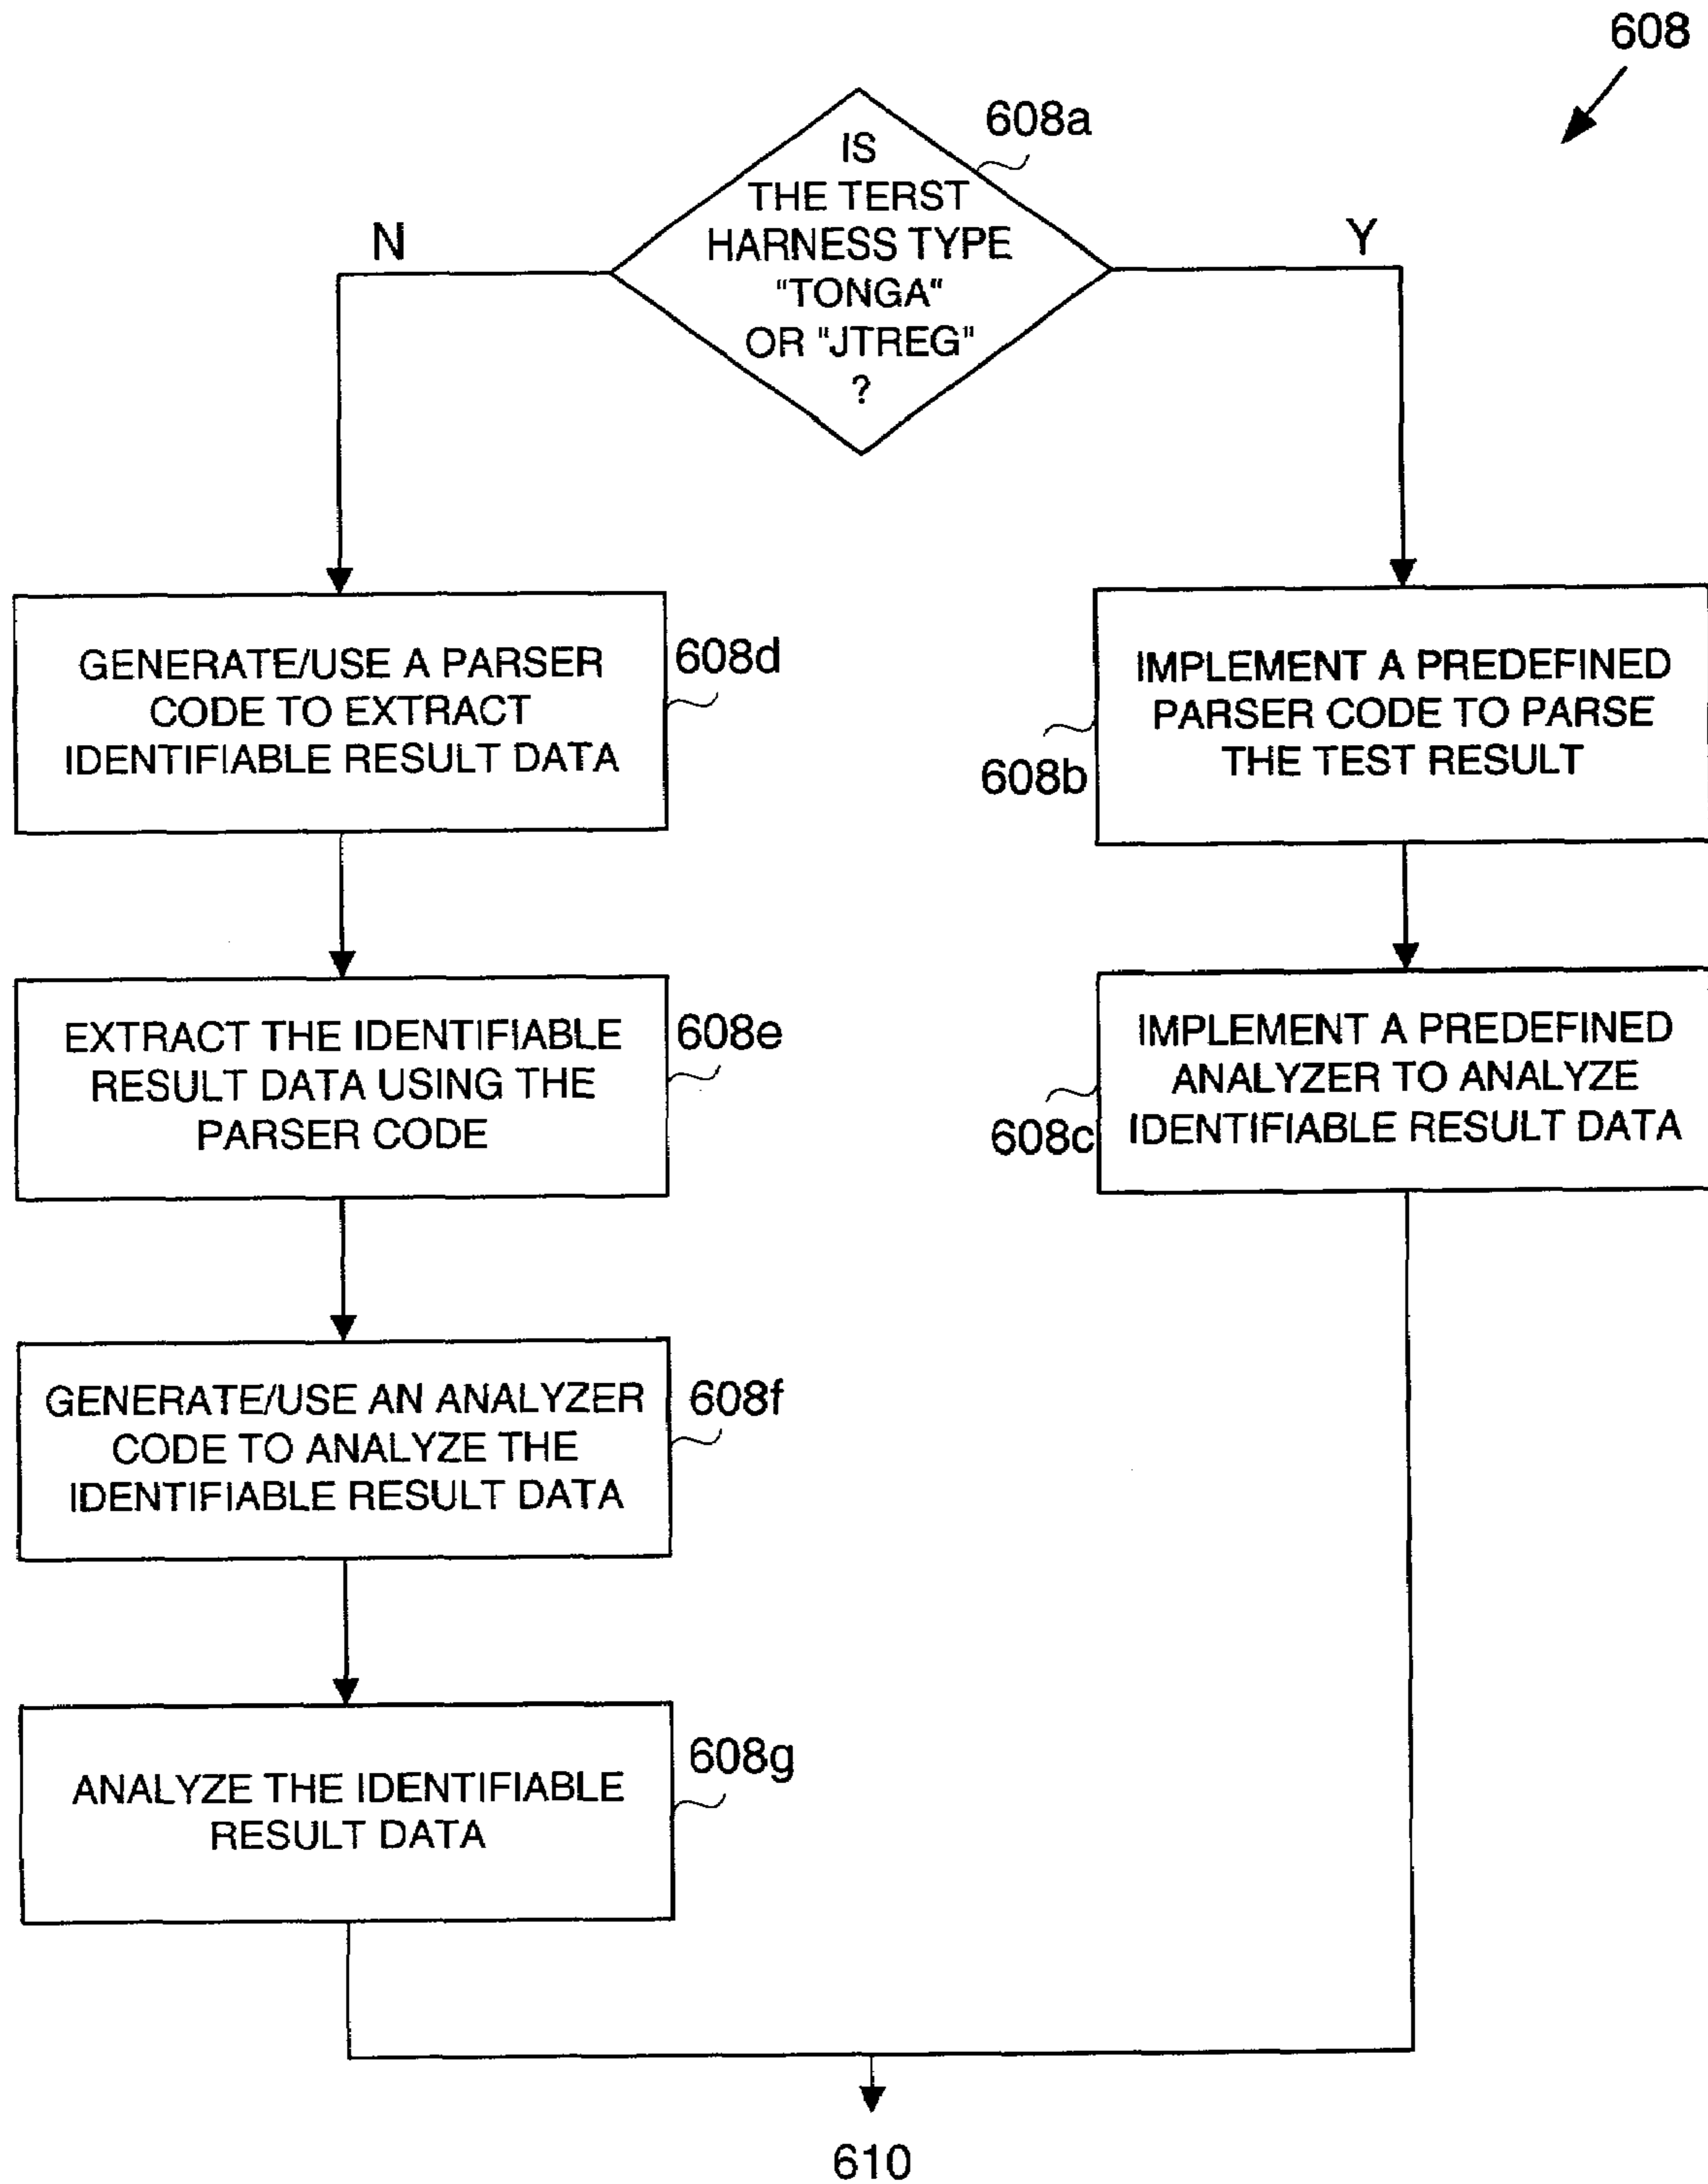 608
608a
IS
THE TERST
HARNESS TYPE
"TONGA"
OR "JTREG"
?
N
Y
GENERATE/USE A PARSER
CODE TO EXTRACT
IDENTIFIABLE RESULT DATA
608d
IMPLEMENT A PREDEFINED
PARSER CODE TO PARSE
THE TEST RESULT
608b
EXTRACT THE IDENTIFIABLE
RESULT DATA USING THE
PARSER CODE
608e
IMPLEMENT A PREDEFINED
ANALYZER TO ANALYZE
IDENTIFIABLE RESULT DATA
608c
GENERATE/USE AN ANALYZER
CODE TO ANALYZE THE
IDENTIFIABLE RESULT DATA
608f
ANALYZE THE IDENTIFIABLE
RESULT DATA
608g
610